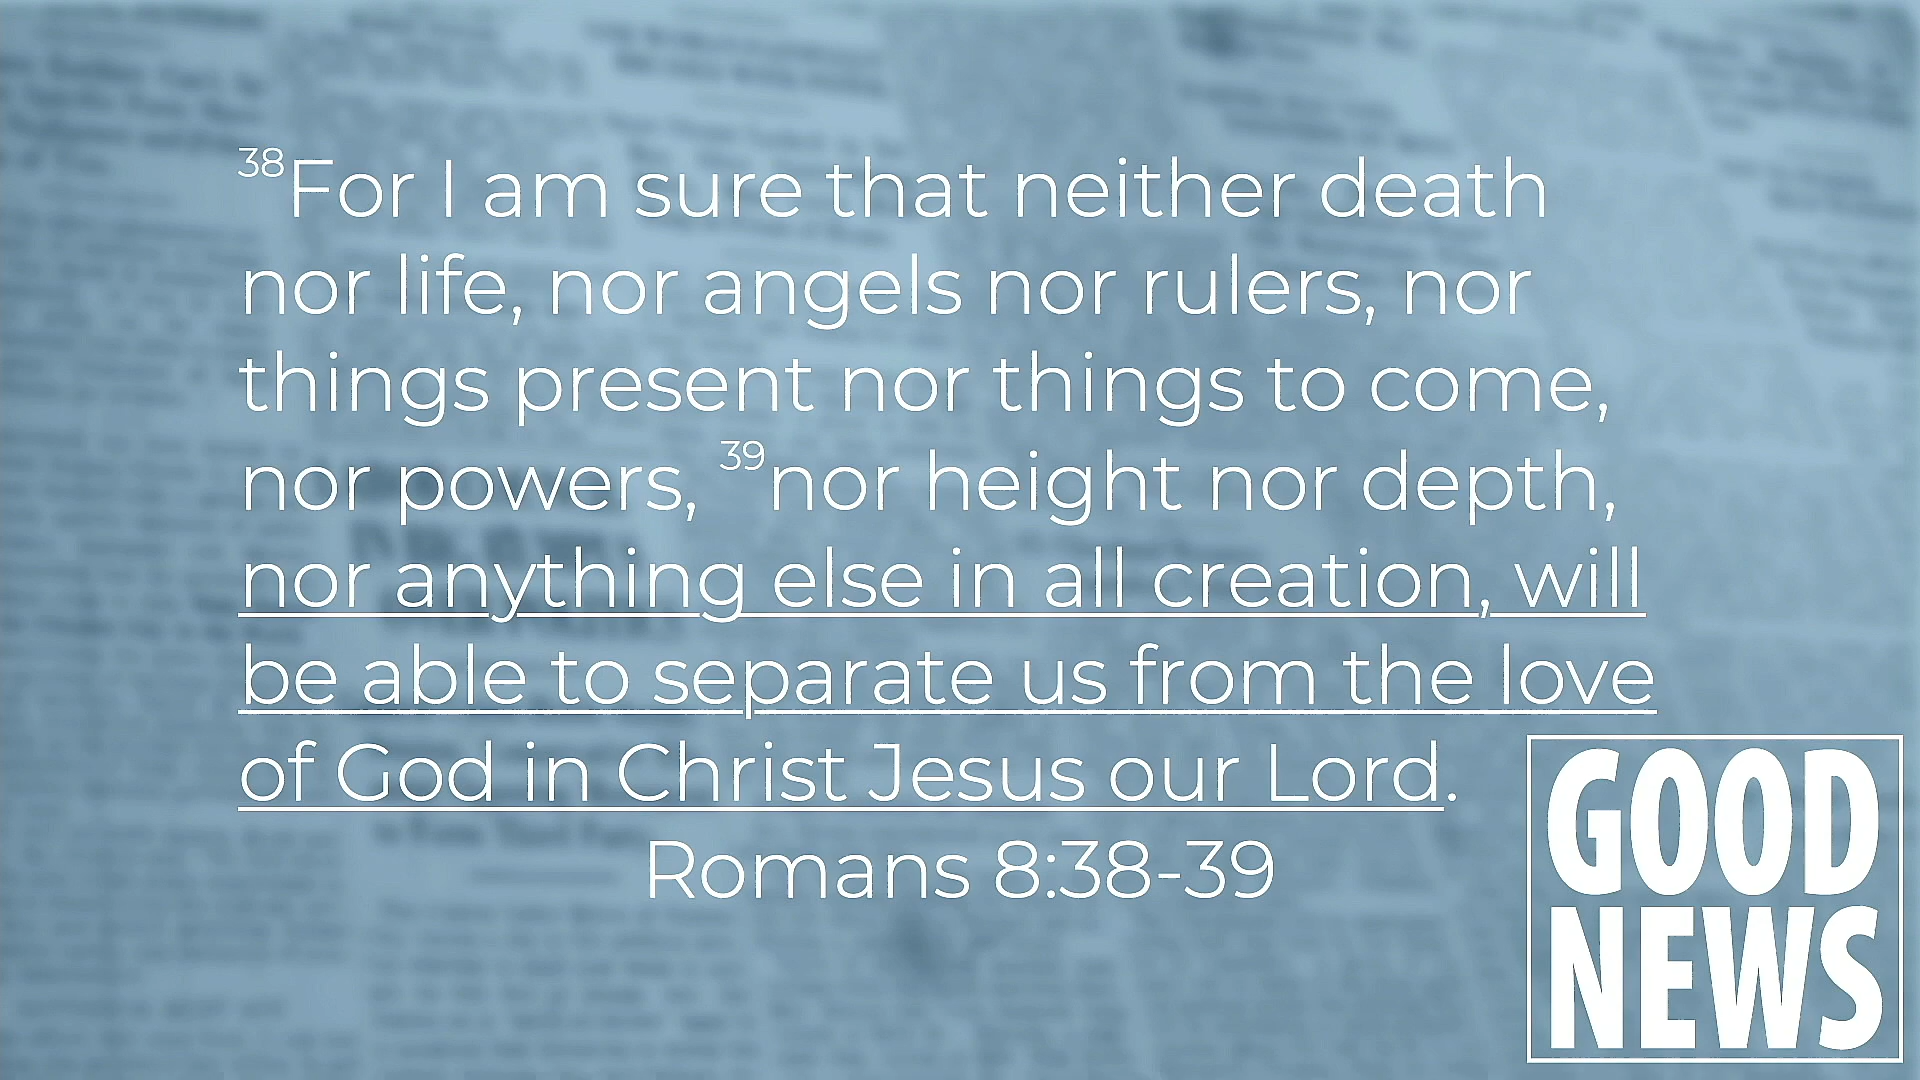 38For I am sure that neither death
nor life, nor angels nor rulers, nor
things present nor things to come,
nor powers, 39nor height nor depth,
nor anything else in all creation, will
be able to separate us from the love
of God in Christ Jesus our Lord.
Romans 8:38-39
GOOD
NEWS